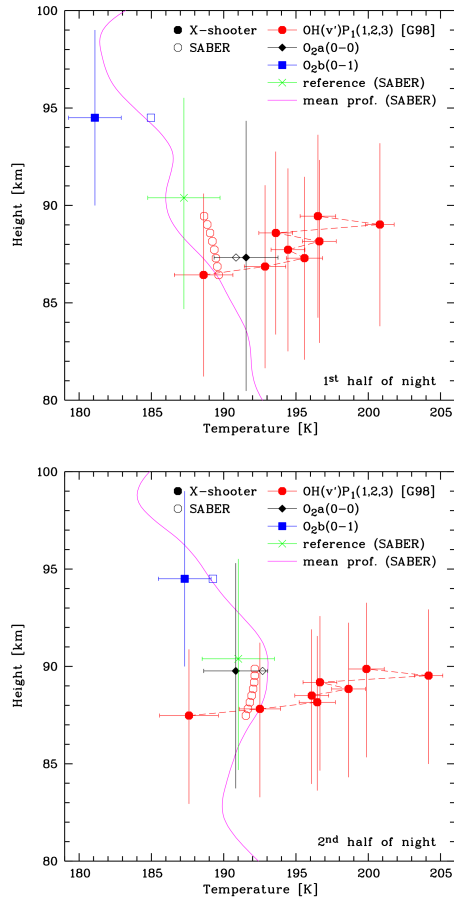 100
X-shooter
OH(v')P1(1,2,3) [G98]
SABER
O2a(0-0)
O2b(0-1)
reference (SABER)
mean prof. (SABER)
95
90
85
80
Height [km]
1st half of night
180 185 190 195 200 205
Temperature [K]
100
X-shooter
OH(v')P1(1,2,3) [G98]
SABER
O2a(0-0)
O2b(0-1)
reference (SABER)
mean prof. (SABER)
95
90
85
80
Height [km]
2nd half of night
180 185 190 195 200 205
Temperature [K]